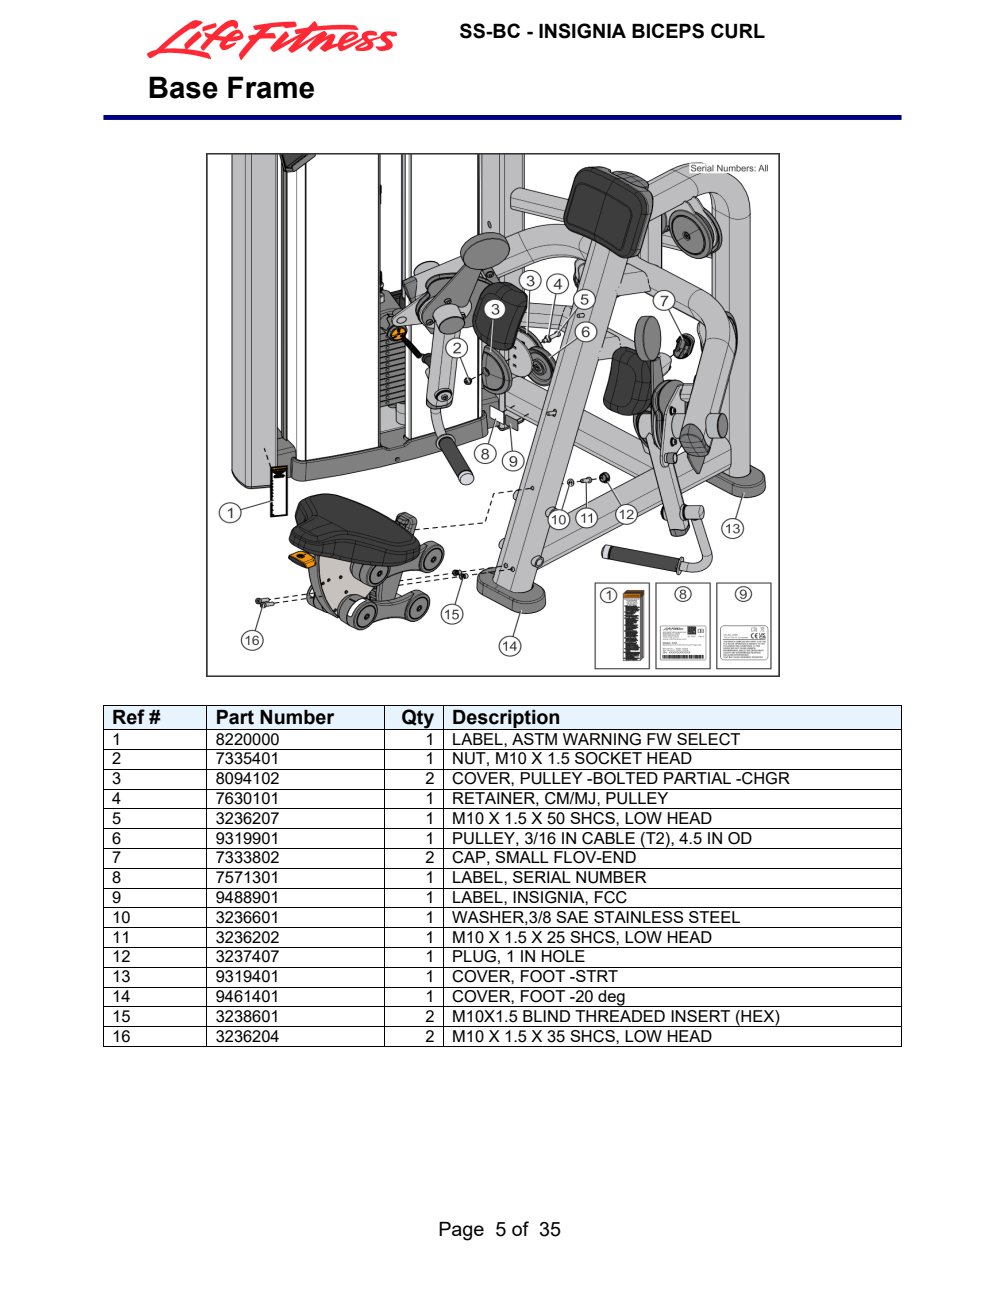 Life Fitness
SS-BC - INSIGNIA BICEPS CURL
Base Frame
Serial Numbers: All
3
4
5
3
7
6
2
8
9
1
10
11
12
13
15
16
14
1
8
9
Ref # Part Number Qty Description
1 8220000 1 LABEL, ASTM WARNING FW SELECT
2 7335401 1 NUT, M10 X 1.5 SOCKET HEAD
3 8094102 2 COVER, PULLEY -BOLTED PARTIAL -CHGR
4 7630101 1 RETAINER, CM/MJ, PULLEY
5 3236207 1 M10 X 1.5 X 50 SHCS, LOW HEAD
6 9319901 1 PULLEY, 3/16 IN CABLE (T2), 4.5 IN OD
7 7333802 2 CAP, SMALL FLOV-END
8 7571301 1 LABEL, SERIAL NUMBER
9 9488901 1 LABEL, INSIGNIA, FCC
10 3236601 1 WASHER,3/8 SAE STAINLESS STEEL
11 3236202 1 M10 X 1.5 X 25 SHCS, LOW HEAD
12 3237407 1 PLUG, 1 IN HOLE
13 9319401 1 COVER, FOOT -STRT
14 9461401 1 COVER, FOOT -20 deg
15 3238601 2 M10X1.5 BLIND THREADED INSERT (HEX)
16 3236204 2 M10 X 1.5 X 35 SHCS, LOW HEAD
Page 5 of 35